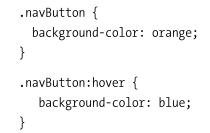 .navButton {
  background-color: orange;
}
.navButton:hover {
   background-color: blue;
}